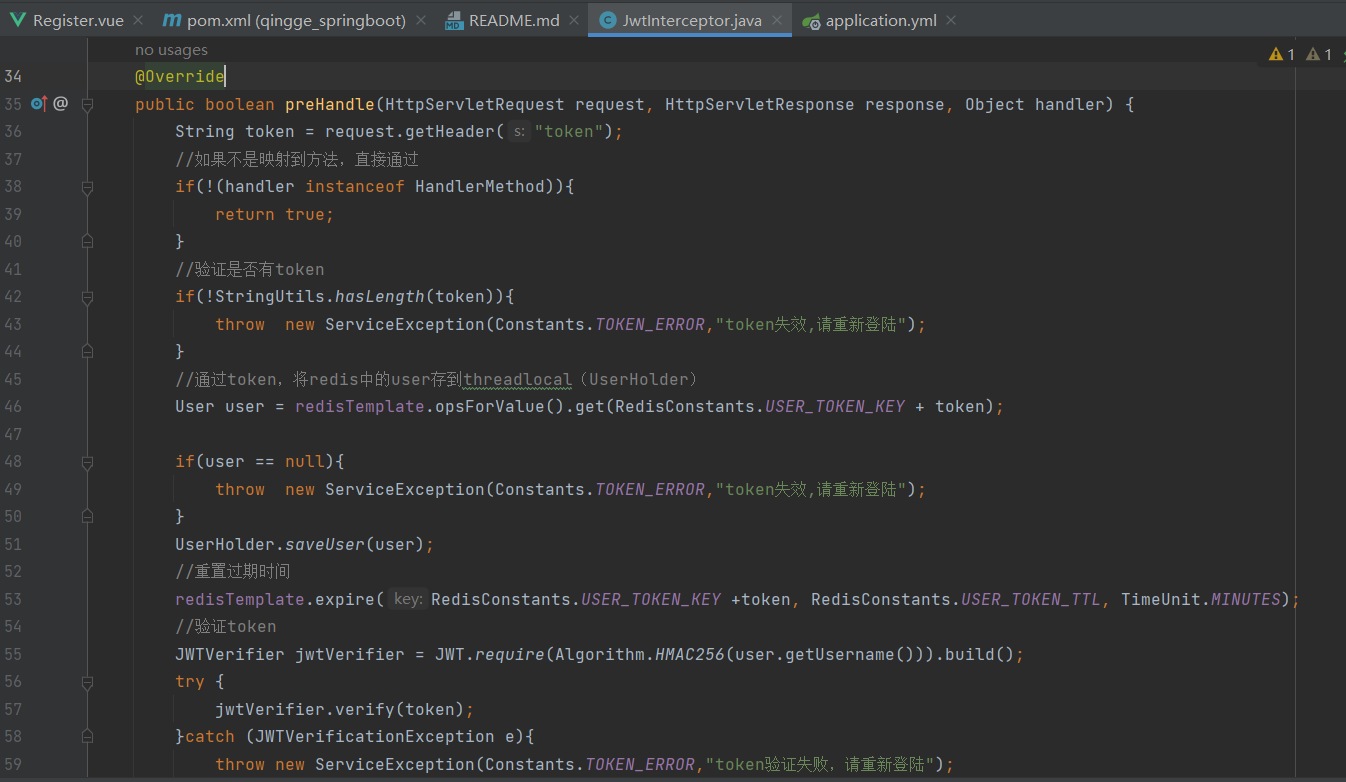 Register.vue pom.xml (qingge_springboot) README.md JwtInterceptor.java application.yml
no usages
1 1
34 @Override
35 public boolean preHandle(HttpServletRequest request, HttpServletResponse response, Object handler) {
36 String token = request.getHeader( s: "token");
37 //如果不是映射到方法，直接通过
38 if(!(handler instanceof HandlerMethod)){
39 return true;
40 }
41 //验证是否有token
42 if(!StringUtils.hasLength(token)){
43 throw  new ServiceException(Constants.TOKEN_ERROR,"token失效,请重新登陆");
44 }
45 //通过token，将redis中的user存到threadlocal（UserHolder）
46 User user = redisTemplate.opsForValue().get(RedisConstants.USER_TOKEN_KEY + token);
47
48 if(user == null){
49 throw  new ServiceException(Constants.TOKEN_ERROR,"token失效,请重新登陆");
50 }
51 UserHolder.saveUser(user);
52 //重置过期时间
53 redisTemplate.expire( key: RedisConstants.USER_TOKEN_KEY +token, RedisConstants.USER_TOKEN_TTL, TimeUnit.MINUTES);
54 //验证token
55 JWTVerifier jwtVerifier = JWT.require(Algorithm.HMAC256(user.getUsername())).build();
56 try {
57 jwtVerifier.verify(token);
58 }catch (JWTVerificationException e){
59 throw new ServiceException(Constants.TOKEN_ERROR,"token验证失败，请重新登陆");